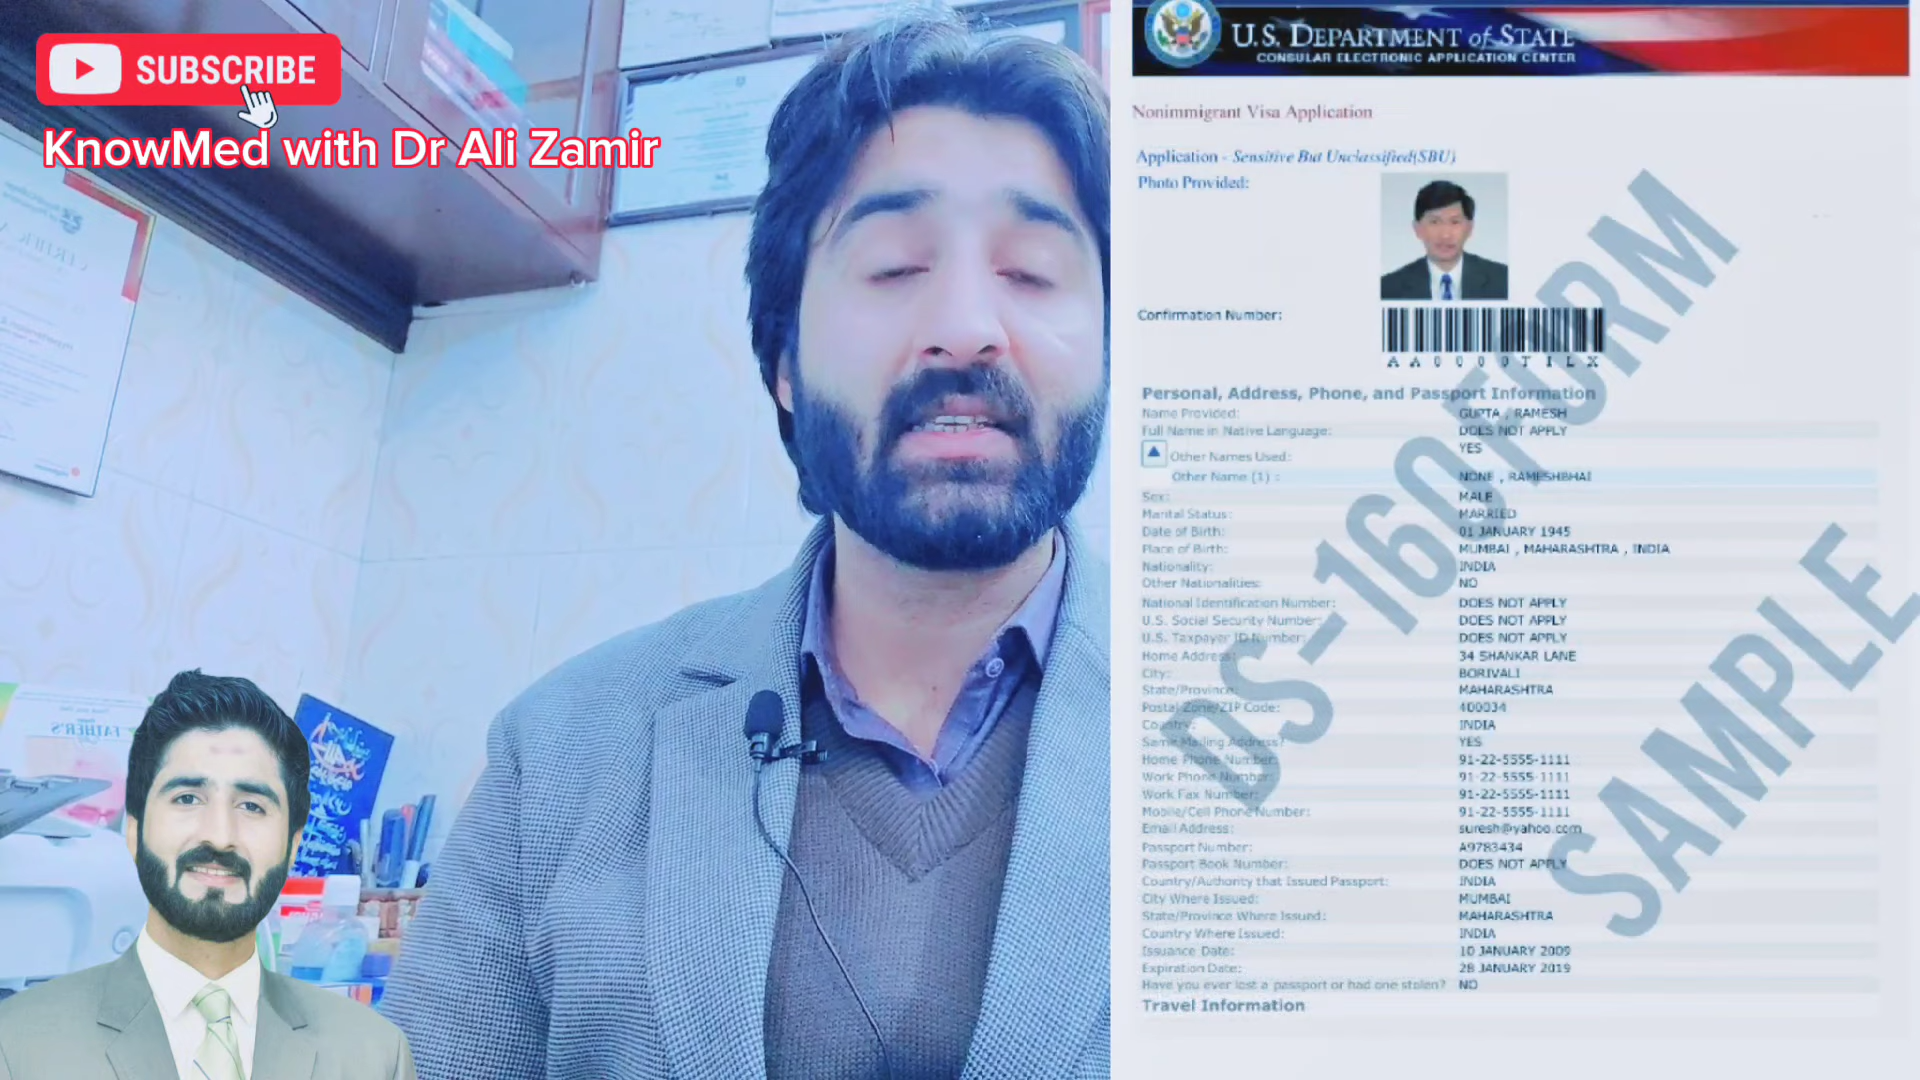 SUBSCRIBE
KnowMed with Dr Ali Zamir
FATHER'S
U.S. DEPARTMENT of STATE
CONSULAR ELECTRONIC APPLICATION CENTER
Nonimmigrant Visa Application
Application - Sensitive But Unclassified(SBU)
Photo Provided:
Confirmation Number:
AA0000TILX
Personal, Address, Phone, and Passport Information
Name Provided: GUPTA , RAMESH
Full Name in Native Language: DOES NOT APPLY
Other Names Used: YES
Other Name (1) : NONE , RAMESHBHAI
Sex: MALE
Marital Status: MARRIED
Date of Birth: 01 JANUARY 1945
Place of Birth: MUMBAI , MAHARASHTRA , INDIA
Nationality: INDIA
Other Nationalities: NO
National Identification Number: DOES NOT APPLY
U.S. Social Security Number: DOES NOT APPLY
U.S. Taxpayer ID Number: DOES NOT APPLY
Home Address: 34 SHANKAR LANE
City: BORIVALI
State/Province: MAHARASHTRA
Postal Zone/ZIP Code: 400034
Country: INDIA
Same Mailing Address? YES
Home Phone Number: 91-22-5555-1111
Work Phone Number: 91-22-5555-1111
Work Fax Number: 91-22-5555-1111
Mobile/Cell Phone Number: 91-22-5555-1111
Email Address: suresh@yahoo.com
Passport Number: A9783434
Passport Book Number: DOES NOT APPLY
Country/Authority that Issued Passport: INDIA
City Where Issued: MUMBAI
State/Province Where Issued: MAHARASHTRA
Country Where Issued: INDIA
Issuance Date: 10 JANUARY 2009
Expiration Date: 28 JANUARY 2019
Have you ever lost a passport or had one stolen? NO
Travel Information
DS-160 FORM
SAMPLE